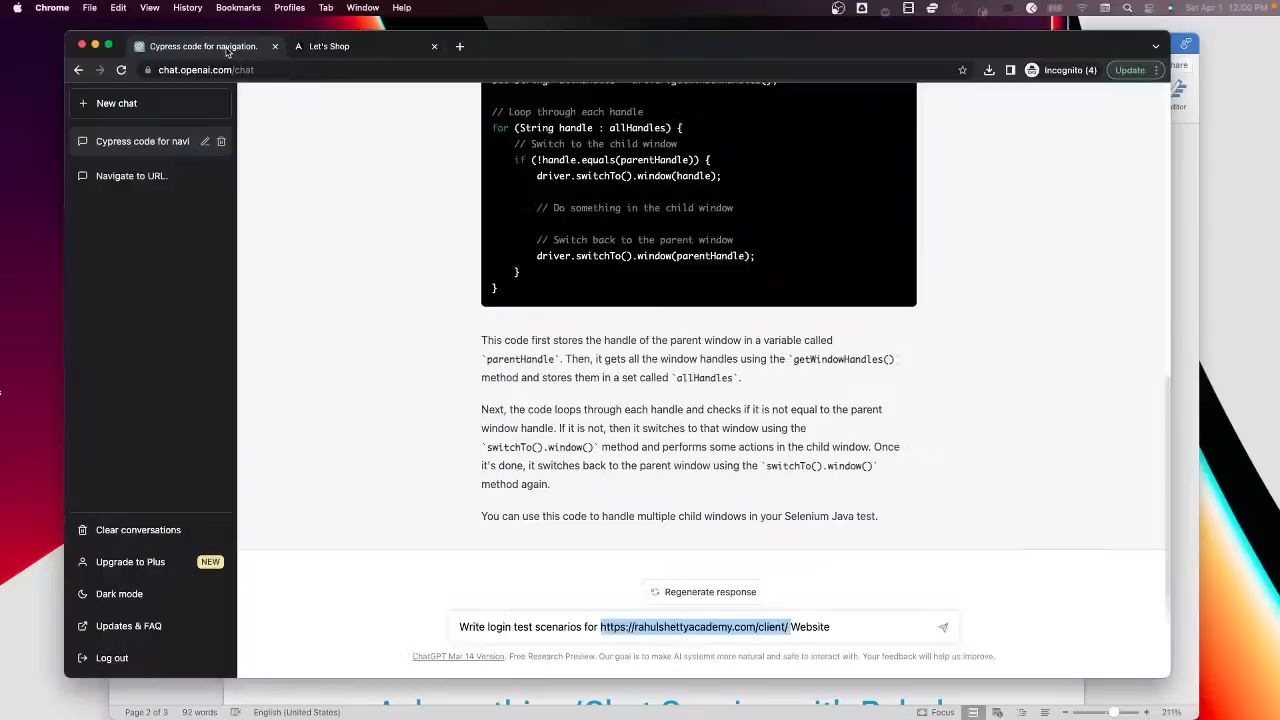 Chrome File Edit View History Bookmarks Profiles Tab Window Help Sat Apr 1 12:00 PM
Cypress code for navigation. Let's Shop
chat.openai.com/chat Incognito (4) Update
New chat
Cypress code for navi
Navigate to URL.
// Loop through each handle
for (String handle : allHandles) {
// Switch to the child window
if (!handle.equals(parentHandle)) {
driver.switchTo().window(handle);
// Do something in the child window
// Switch back to the parent window
driver.switchTo().window(parentHandle);
}
}
This code first stores the handle of the parent window in a variable called
`parentHandle`. Then, it gets all the window handles using the `getWindowHandles()`
method and stores them in a set called `allHandles`.
Next, the code loops through each handle and checks if it is not equal to the parent
window handle. If it is not, then it switches to that window using the
`switchTo().window()` method and performs some actions in the child window. Once
it's done, it switches back to the parent window using the `switchTo().window()`
method again.
You can use this code to handle multiple child windows in your Selenium Java test.
Clear conversations
Upgrade to Plus NEW
Dark mode
Updates & FAQ
Log out
Regenerate response
Write login test scenarios for https://rahulshettyacademy.com/client/ Website
ChatGPT Mar 14 Version. Free Research Preview. Our goal is to make AI systems more natural and safe to interact with. Your feedback will help us improve.
Page 2 of 3 92 words English (United States) Focus 211%